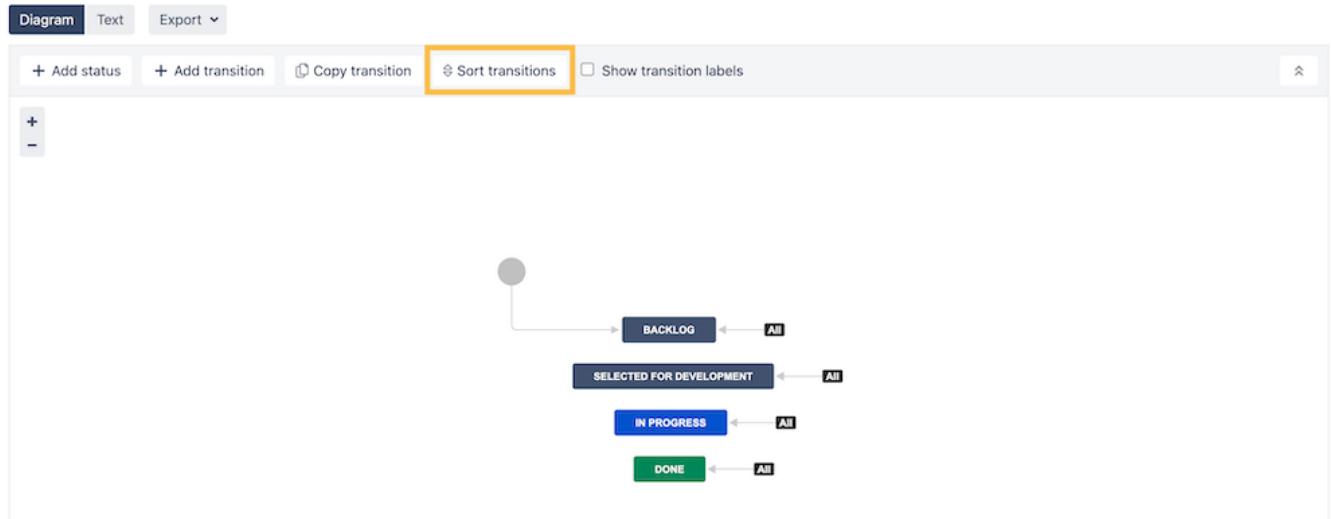 Diagram Text Export
+ Add status + Add transition Copy transition Sort transitions Show transition labels
+
−
BACKLOG All
SELECTED FOR DEVELOPMENT All
IN PROGRESS All
DONE All